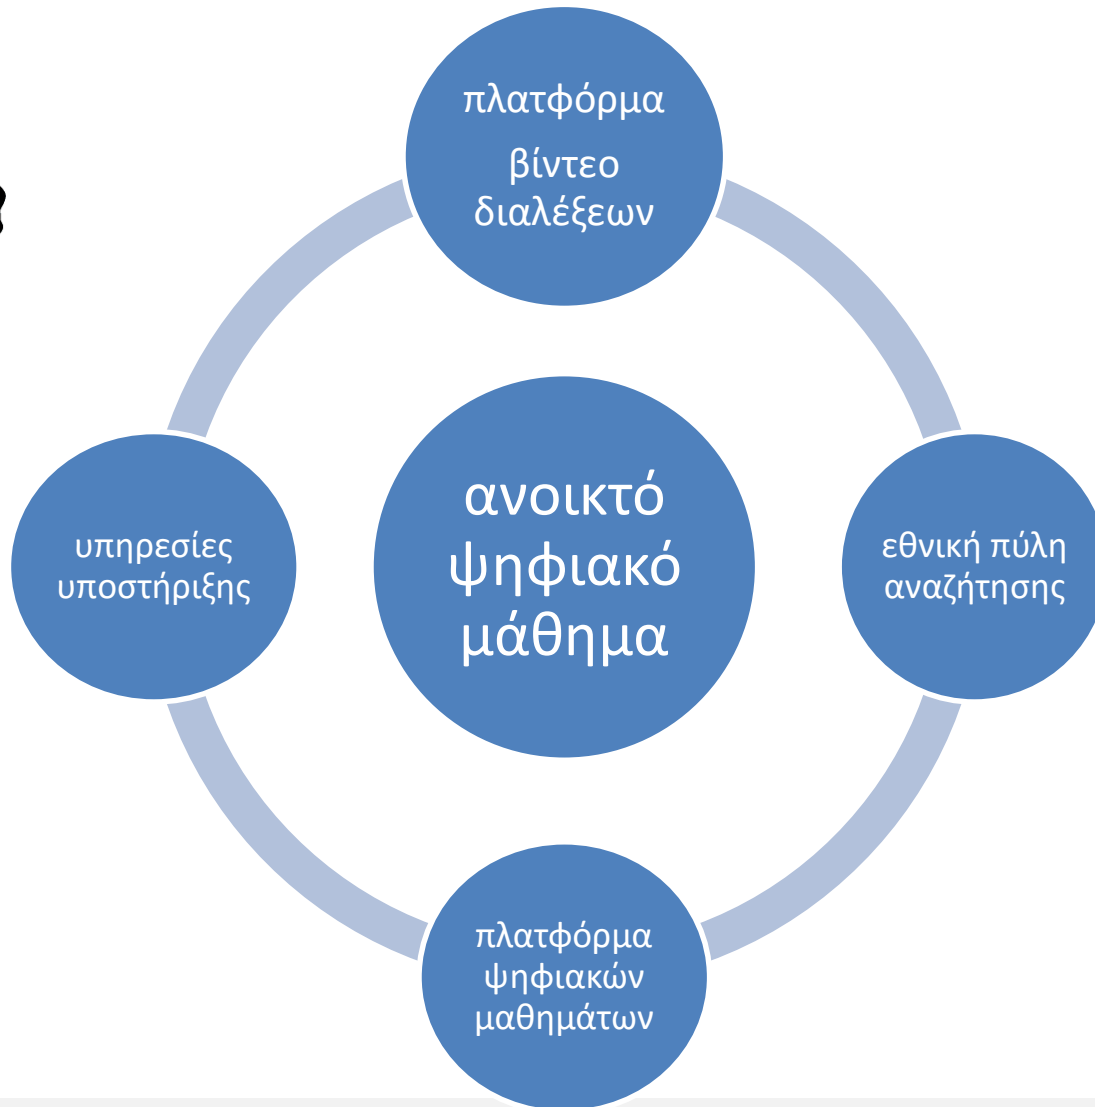 πλατφόρμα
βίντεο
διαλέξεων
υπηρεσίες
υποστήριξης
ανοικτό
ψηφιακό
μάθημα
εθνική πύλη
αναζήτησης
πλατφόρμα
ψηφιακών
μαθημάτων